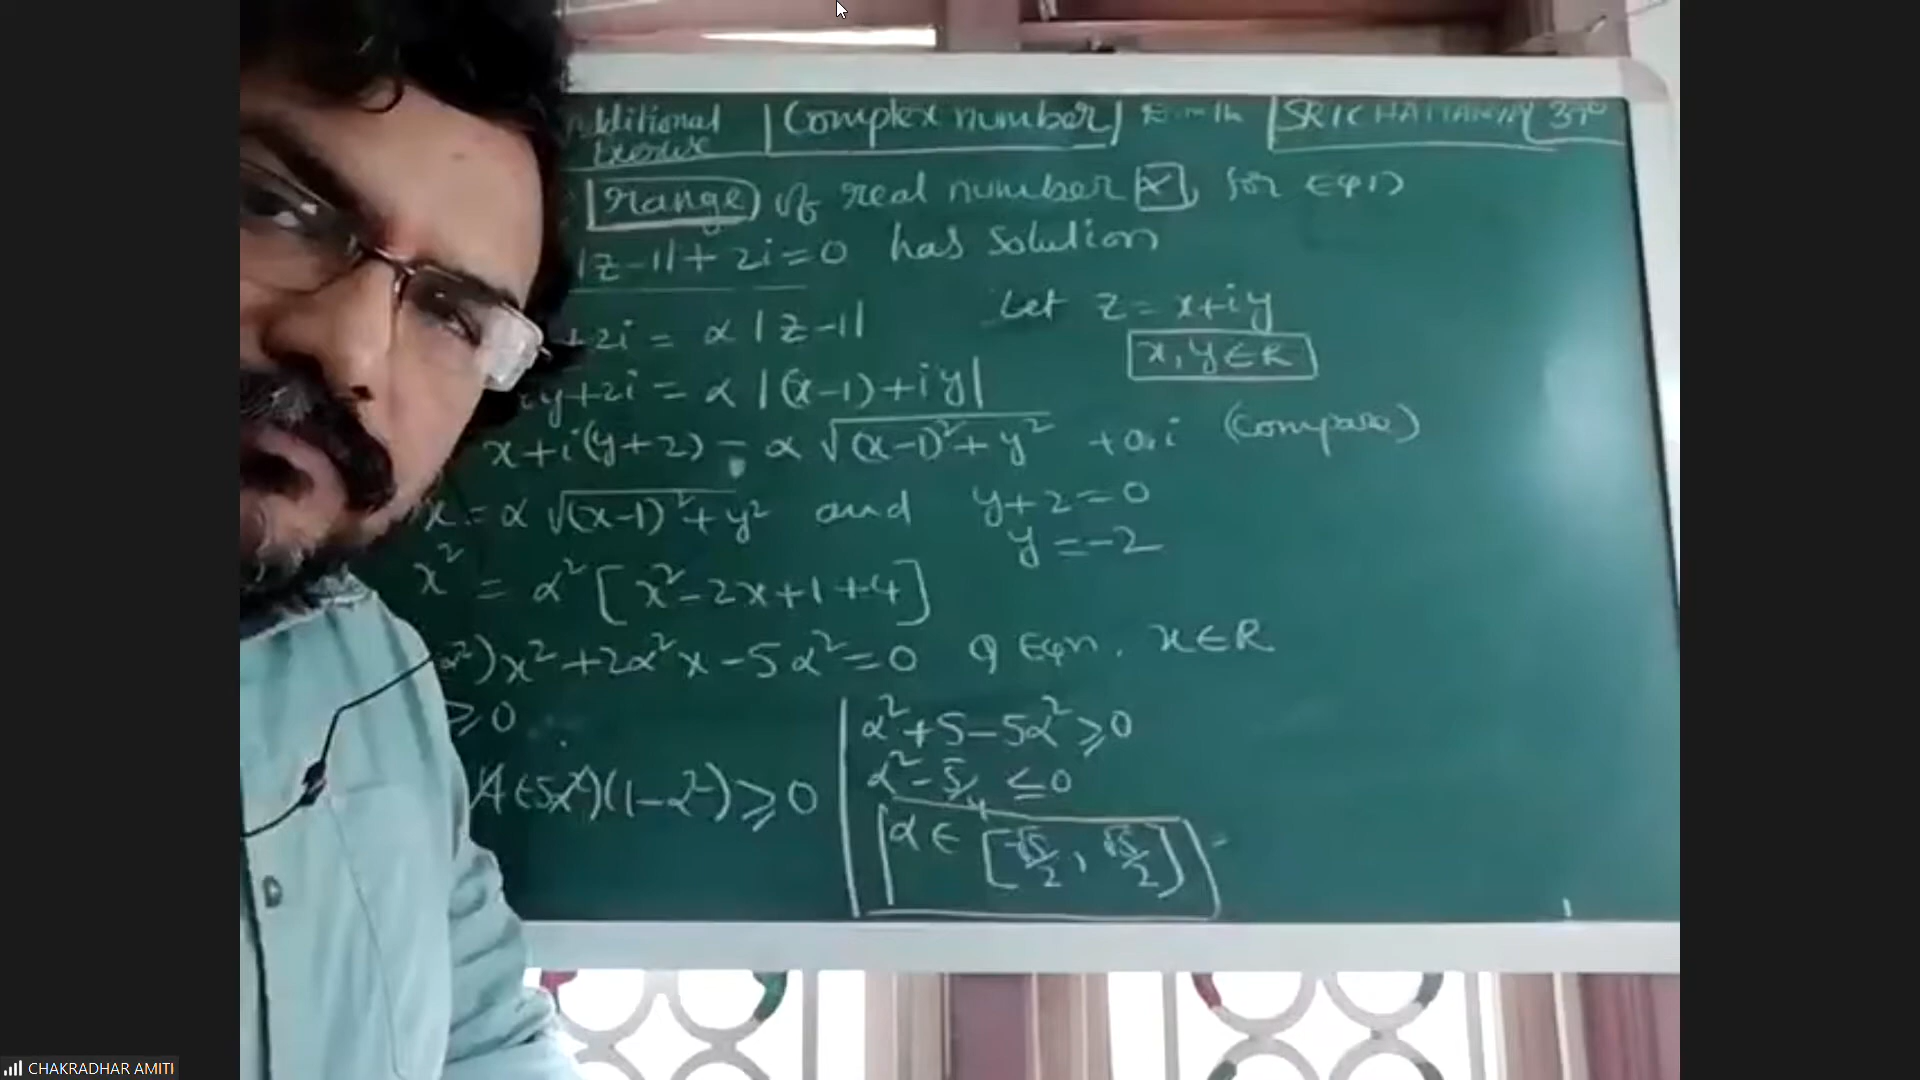 Additional | Complex number | SRICHAITANYA
Exercise
range of real number α, for Eqn
|z-1| + 2i = 0 has solution
+2i = α |z-1| Let z = x+iy
x, y ∈ R
iy+2i = α |(x-1)+iy|
x+i(y+2) = α √(x-1)²+y² +0.i (Compare)
x = α √(x-1)²+y² and y+2=0
y = -2
x² = α² [x²-2x+1+4]
α²)x²+2α²x-5α²=0 Q Eqn. x∈R
≥0
4(-5α²)(1-α²) ≥ 0
α²+5-5α² ≥ 0
α²-5/4 ≤ 0
α ∈ [-√5/2, √5/2]
CHAKRADHAR AMITI